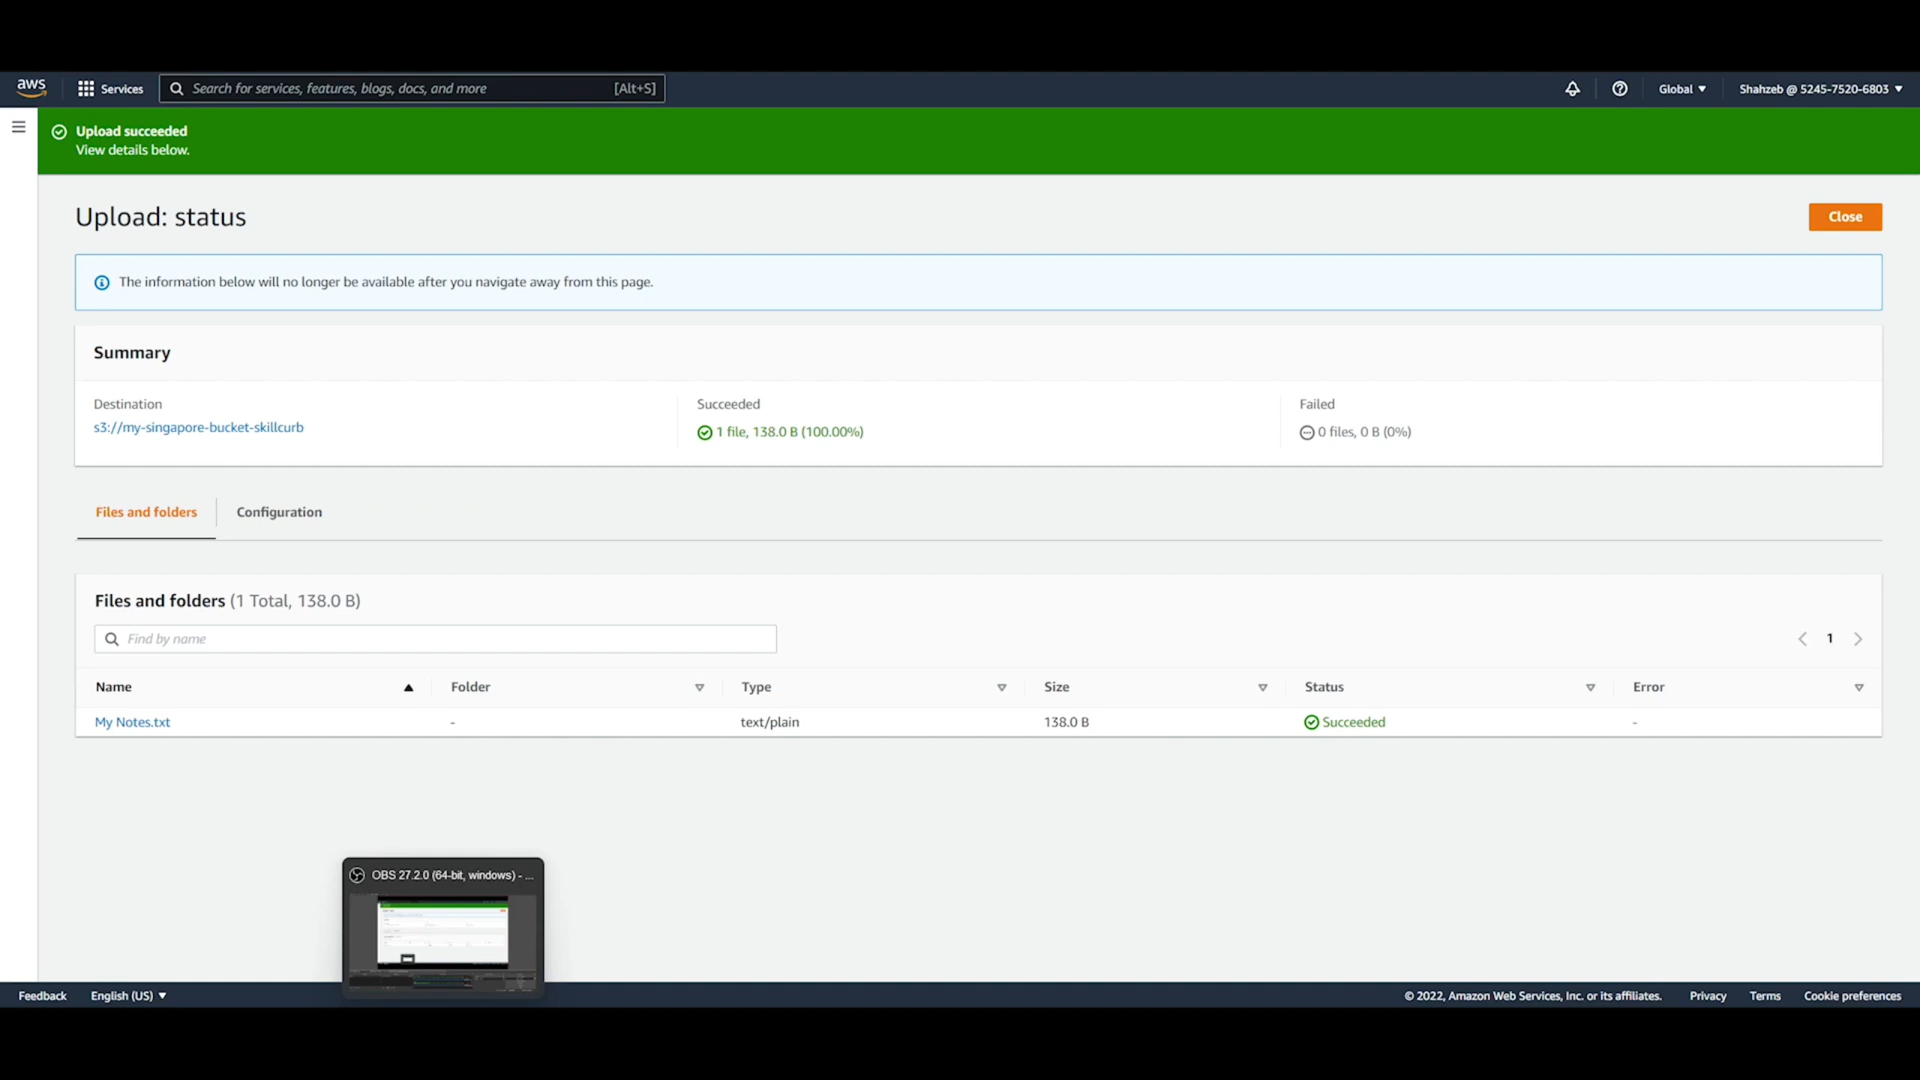 aws
Services
Search for services, features, blogs, docs, and more [Alt+S]
Global
Shahzeb @ 5245-7520-6803
Upload succeeded
View details below.
Upload: status
Close
The information below will no longer be available after you navigate away from this page.
Summary
Destination
s3://my-singapore-bucket-skillcurb
Succeeded
1 file, 138.0 B (100.00%)
Failed
0 files, 0 B (0%)
Files and folders
Configuration
Files and folders (1 Total, 138.0 B)
Find by name
1
Name Folder Type Size Status Error
My Notes.txt - text/plain 138.0 B Succeeded -
OBS 27.2.0 (64-bit, windows) - ...
Feedback English (US) © 2022, Amazon Web Services, Inc. or its affiliates. Privacy Terms Cookie preferences